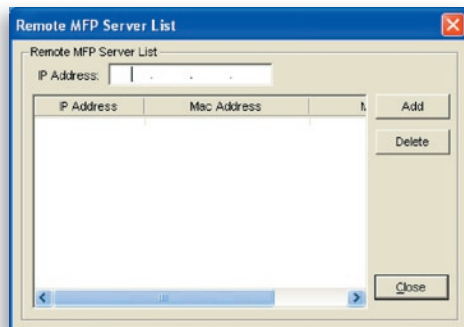 Remote MFP Server List
Remote MFP Server List
IP Address: . . .
IP Address Mac Address
Add
Delete
Close